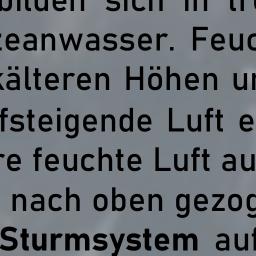 bilden sich in tr
zeanwasser. Feuc
kälteren Höhen u
fsteigende Luft e
re feuchte Luft au
nach oben gezog
Sturmsystem auf